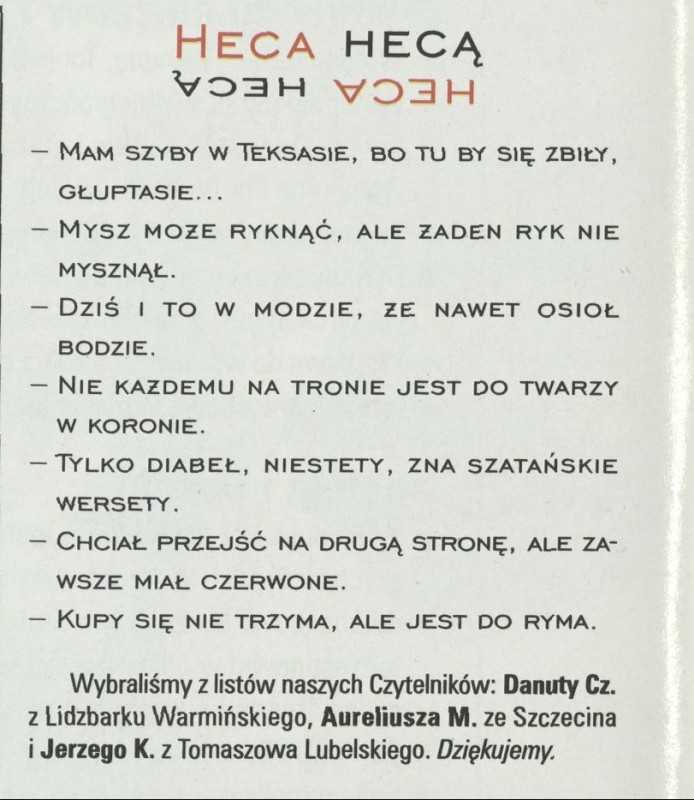 HECA HECĄ
HECA HECĄ
– MAM SZYBY W TEKSASIE, BO TU BY SIĘ ZBIŁY,
GŁUPTASIE...
– MYSZ MOŻE RYKNĄĆ, ALE ŻADEN RYK NIE
MYSZNĄŁ.
– DZIŚ I TO W MODZIE, ŻE NAWET OSIOŁ
BODZIE.
– NIE KAŻDEMU NA TRONIE JEST DO TWARZY
W KORONIE.
– TYLKO DIABEŁ, NIESTETY, ZNA SZATAŃSKIE
WERSETY.
– CHCIAŁ PRZEJŚĆ NA DRUGĄ STRONĘ, ALE ZA-
WSZE MIAŁ CZERWONE.
– KUPY SIĘ NIE TRZYMA, ALE JEST DO RYMA.
Wybraliśmy z listów naszych Czytelników: Danuty Cz.
z Lidzbarku Warmińskiego, Aureliusza M. ze Szczecina
i Jerzego K. z Tomaszowa Lubelskiego. Dziękujemy.